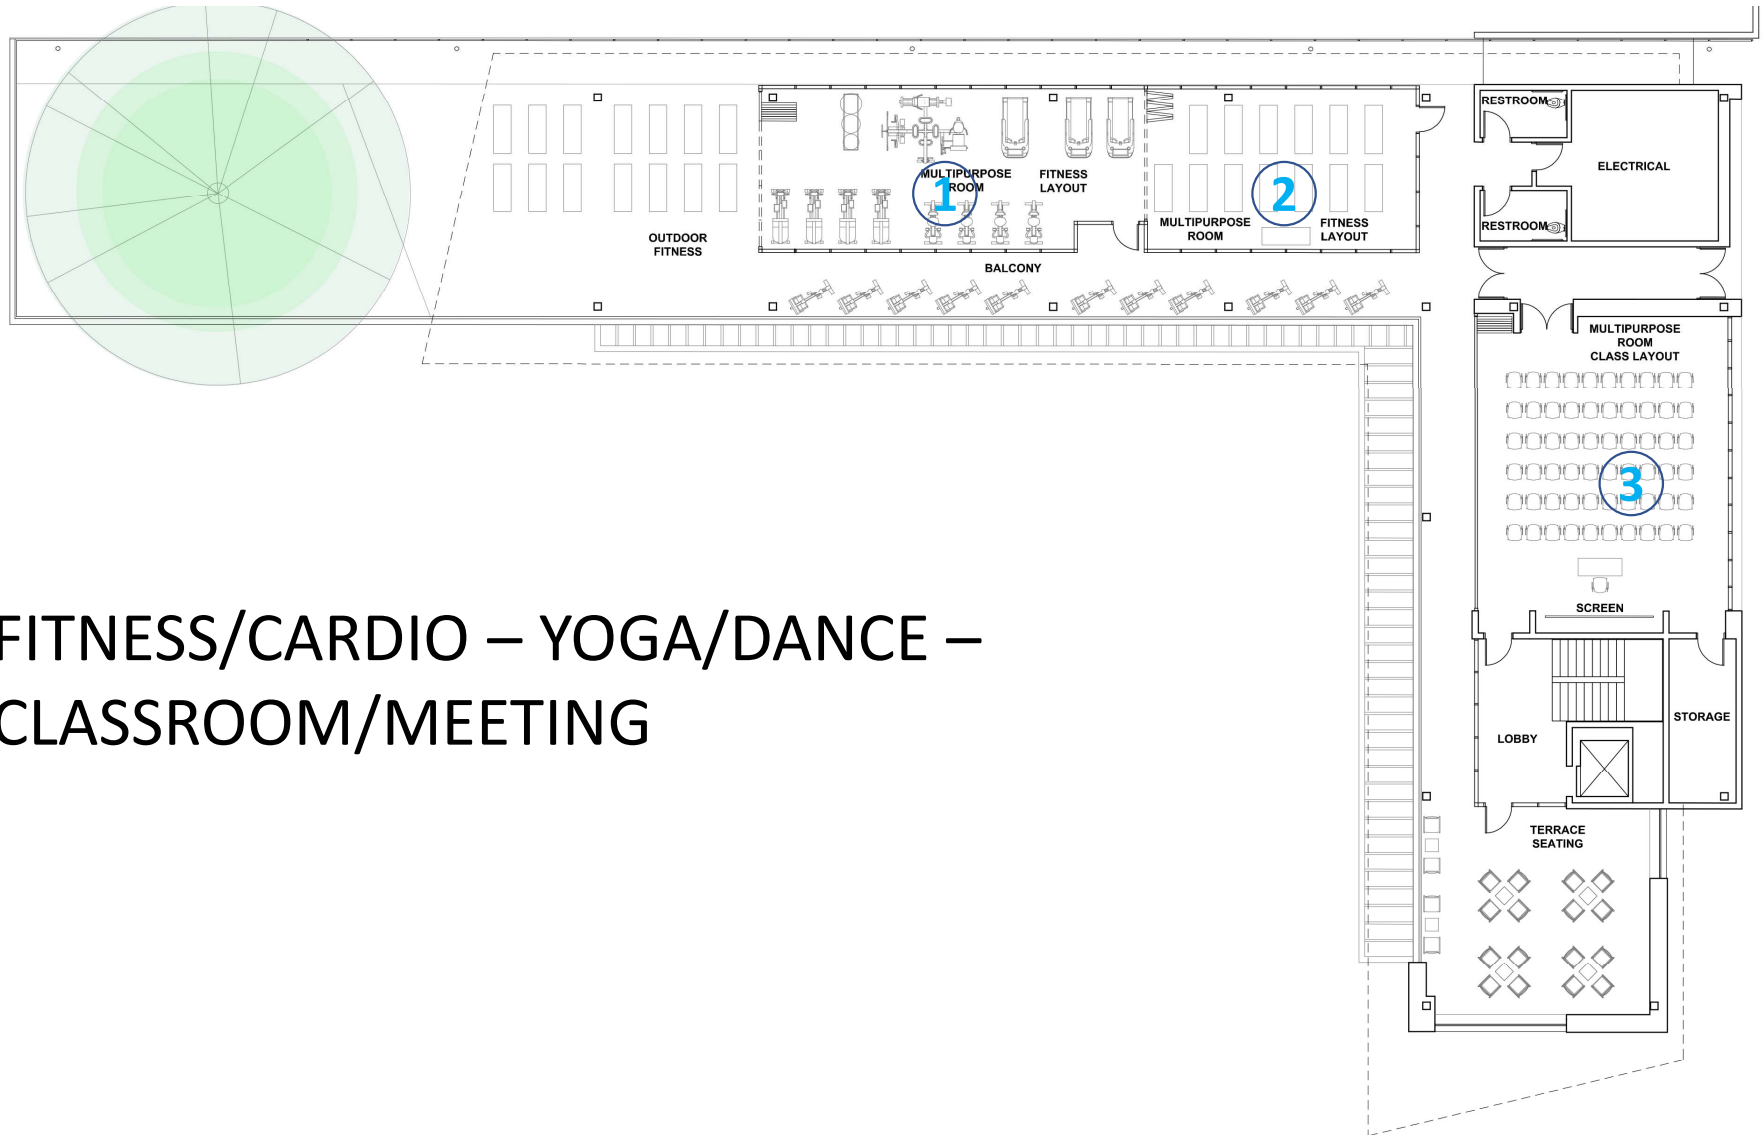 RESTROOM
ELECTRICAL
MULTIPURPOSE
ROOM
FITNESS
LAYOUT
1
2
MULTIPURPOSE
ROOM
FITNESS
LAYOUT
RESTROOM
OUTDOOR
FITNESS
BALCONY
MULTIPURPOSE
ROOM
CLASS LAYOUT
3
SCREEN
FITNESS/CARDIO – YOGA/DANCE –
CLASSROOM/MEETING
STORAGE
LOBBY
TERRACE
SEATING